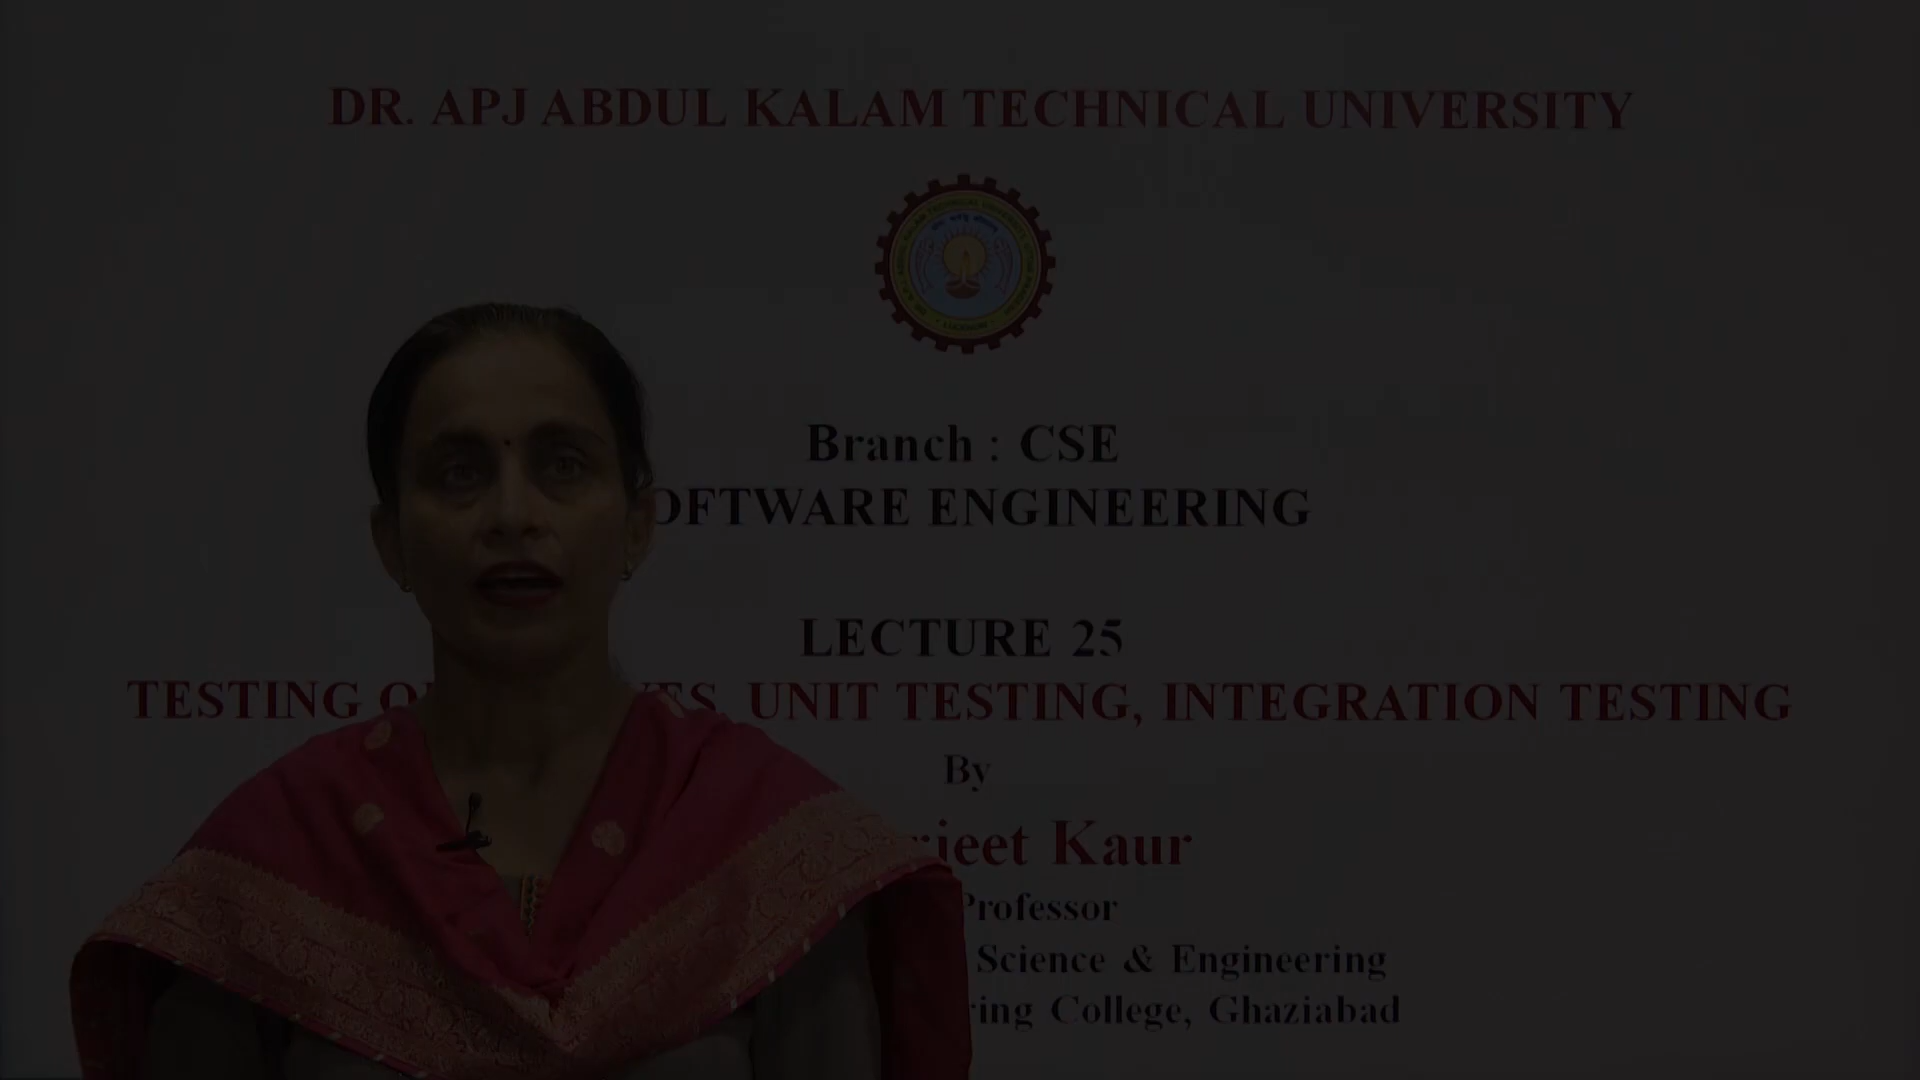 DR. APJ ABDUL KALAM TECHNICAL UNIVERSITY
Branch : CSE
OFTWARE ENGINEERING
LECTURE 25
TESTING UNIT TESTING, INTEGRATION TESTING
By
Kaur
Professor
Science & Engineering
College, Ghaziabad